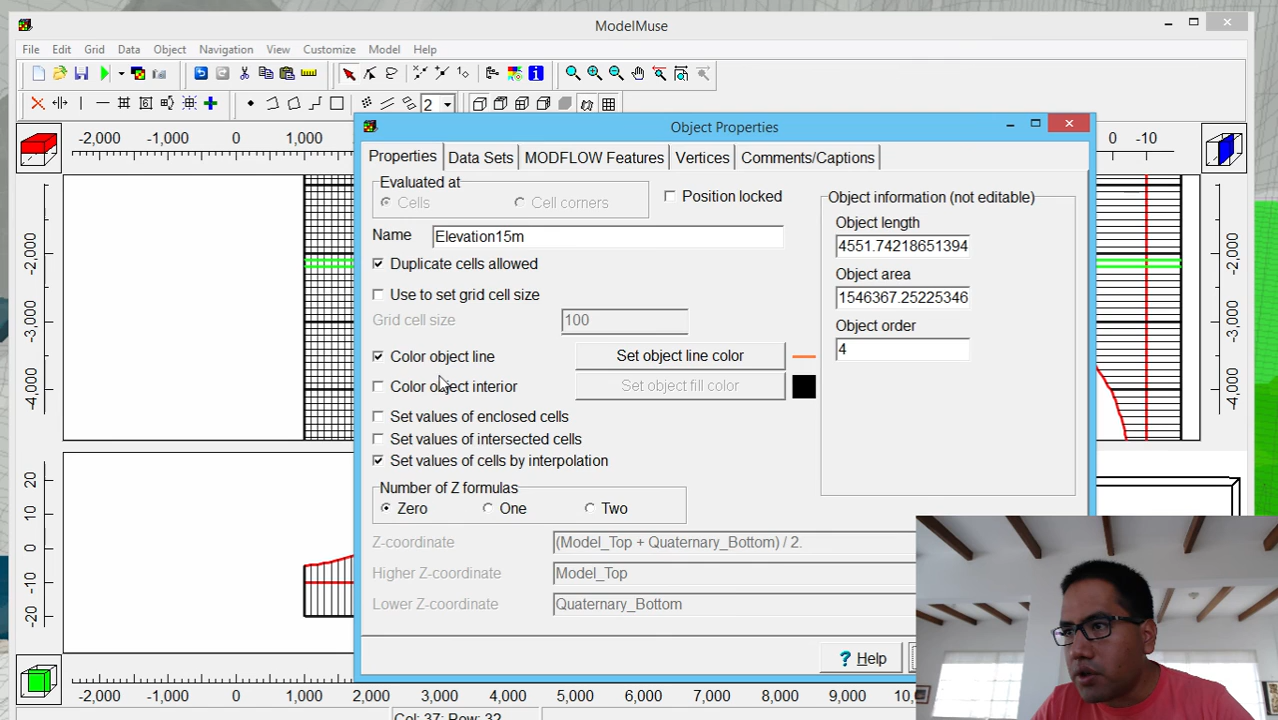 ModelMuse
File Edit Grid Data Object Navigation View Customize Model Help
2
-2,000 -1,000 0 1,000
0 -10
Object Properties
Properties Data Sets MODFLOW Features Vertices Comments/Captions
Evaluated at
Cells Cell corners
Position locked
Name Elevation15m
Duplicate cells allowed
Use to set grid cell size
Grid cell size 100
Color object line Set object line color
Color object interior Set object fill color
Set values of enclosed cells
Set values of intersected cells
Set values of cells by interpolation
Number of Z formulas
Zero One Two
Z-coordinate (Model_Top + Quaternary_Bottom) / 2.
Higher Z-coordinate Model_Top
Lower Z-coordinate Quaternary_Bottom
Object information (not editable)
Object length
4551.74218651394
Object area
1546367.25225346
Object order
4
? Help
-2,000
-3,000
-4,000
-2,000
-3,000
-4,000
20
10
0
-10
-20
-2,000 -1,000 0 1,000 2,000 3,000 4,000 5,000 6,000 7,000 8,000 9,000
Col: 37; Row: 32